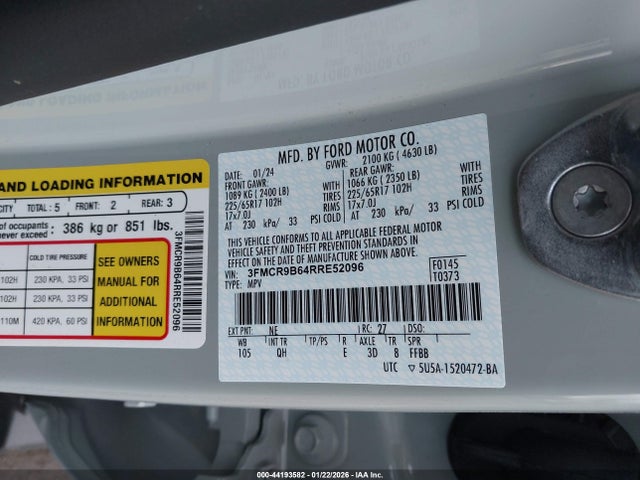 AND LOADING INFORMATION
CITY TOTAL: 5 FRONT: 2 REAR: 3
of occupants
never exceed: 386 kg or 851 lbs.
COLD TIRE PRESSURE
102H 230 KPA, 33 PSI
102H 230 KPA, 33 PSI
110M 420 KPA, 60 PSI
SEE OWNERS
MANUAL FOR
ADDITIONAL
INFORMATION
3FMCR9B64RRE52096
MFD. BY FORD MOTOR CO.
DATE: 01/24 GVWR: 2100 KG ( 4630 LB)
FRONT GAWR: REAR GAWR:
1089 KG ( 2400 LB) WITH 1066 KG ( 2350 LB) WITH
225/65R17 102H TIRES 225/65R17 102H TIRES
17x7.0J RIMS 17x7.0J RIMS
AT 230 kPa/ 33 PSI COLD AT 230 kPa/ 33 PSI COLD
THIS VEHICLE CONFORMS TO ALL APPLICABLE FEDERAL MOTOR
VEHICLE SAFETY AND THEFT PREVENTION STANDARDS IN
EFFECT ON THE DATE OF MANUFACTURE SHOWN ABOVE.
VIN: 3FMCR9B64RRE52096 F0145
TYPE: MPV T0373
EXT PNT: NE RC: 27 DSO:
WB INT TR TP/PS R AXLE TR SPR
105 QH E 3D 8 FFBB
UTC ▽ 5U5A-1520472-BA
000-44193582 - 01/22/2026 - IAAI.COM